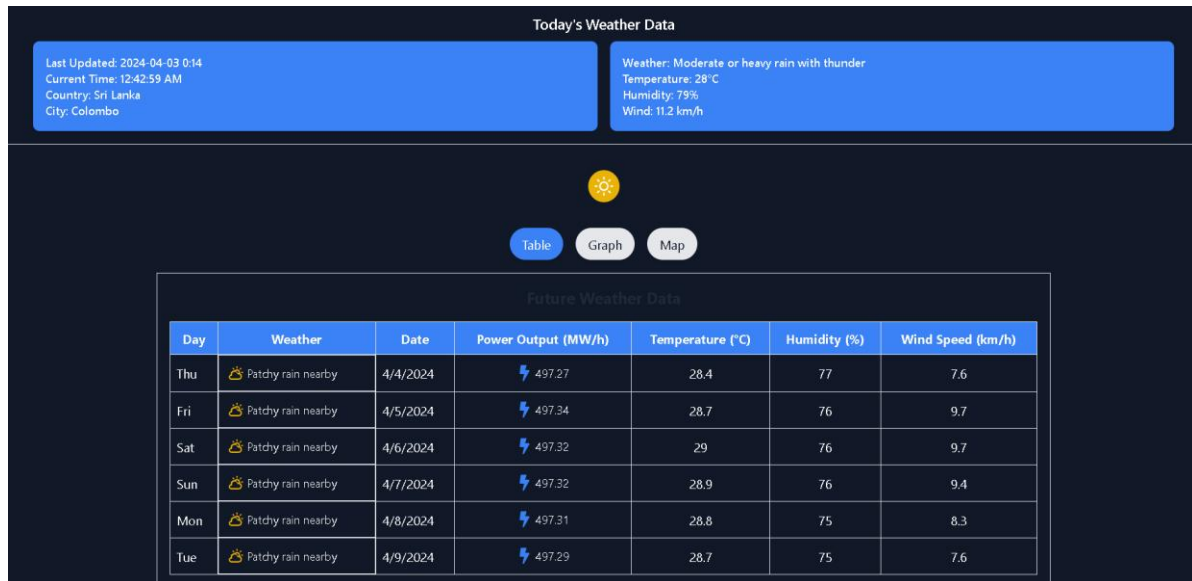 Today's Weather Data
Last Updated: 2024-04-03 0:14
Current Time: 12:42:59 AM
Country: Sri Lanka
City: Colombo
Weather: Moderate or heavy rain with thunder
Temperature: 28°C
Humidity: 79%
Wind: 11.2 km/h
Table Graph Map
Future Weather Data
Day Weather Date Power Output (MW/h) Temperature (°C) Humidity (%) Wind Speed (km/h)
Thu Patchy rain nearby 4/4/2024 497.27 28.4 77 7.6
Fri Patchy rain nearby 4/5/2024 497.34 28.7 76 9.7
Sat Patchy rain nearby 4/6/2024 497.32 29 76 9.7
Sun Patchy rain nearby 4/7/2024 497.32 28.9 76 9.4
Mon Patchy rain nearby 4/8/2024 497.31 28.8 75 8.3
Tue Patchy rain nearby 4/9/2024 497.29 28.7 75 7.6